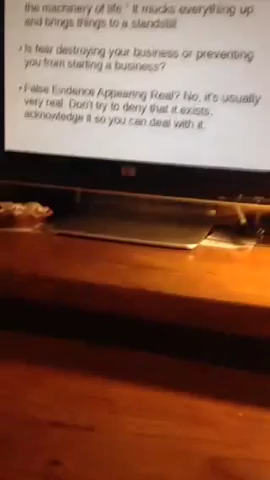 the machinery of life." It mucks everything up
and brings things to a standstill
• Is fear destroying your business or preventing
you from starting a business?
• False Evidence Appearing Real? No, it's usually
very real. Don't try to deny that it exists,
acknowledge it so you can deal with it.